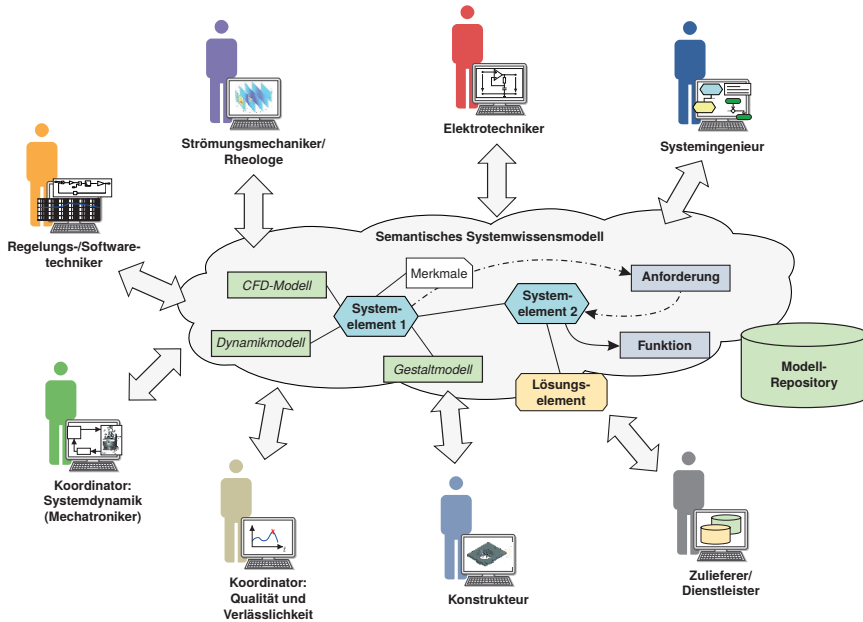 Strömungsmechaniker/
Rheologe
Elektrotechniker
Systemingenieur
Regelungs-/Software-
techniker
Semantisches Systemwissensmodell
CFD-Modell
Merkmale
Anforderung
System-
element 1
System-
element 2
Dynamikmodell
Funktion
Gestaltmodell
Lösungs-
element
Modell-
Repository
Koordinator:
Systemdynamik
(Mechatroniker)
t
Koordinator:
Qualität und
Verlässlichkeit
Konstrukteur
Zulieferer/
Dienstleister